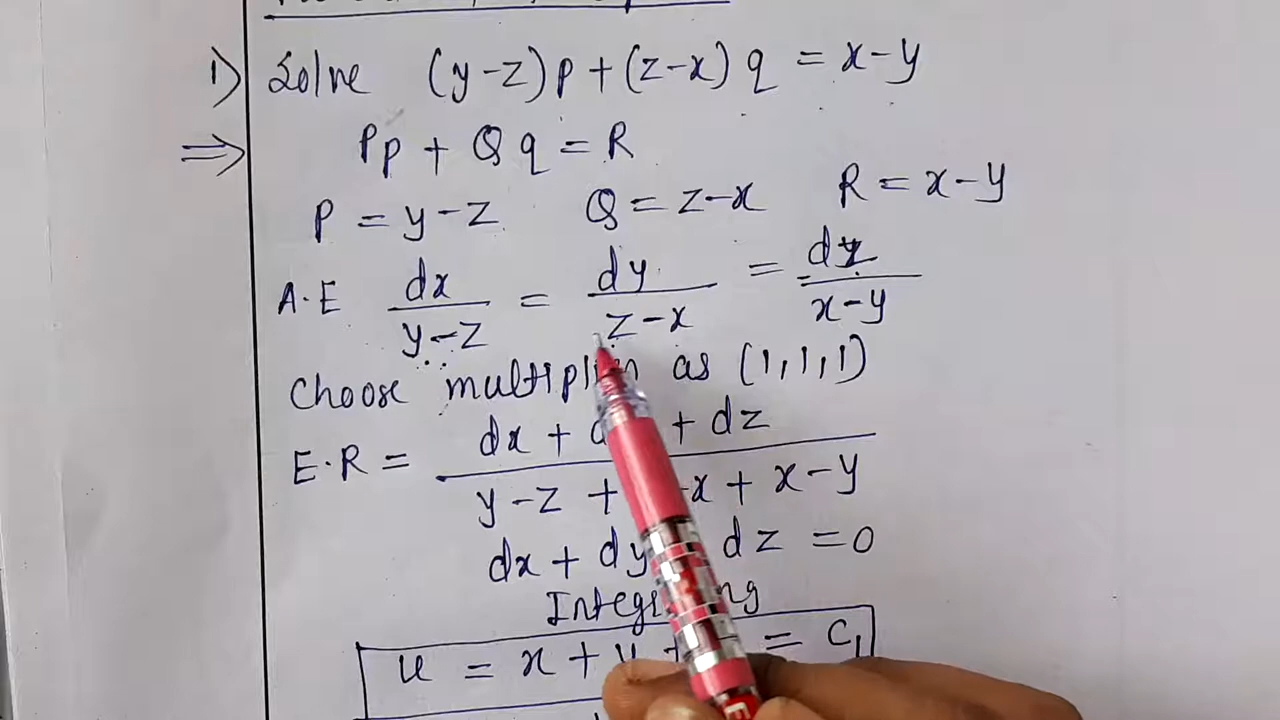 1) Solve (y-z)p + (z-x) q = x-y
⇒ Pp + Qq = R
P = y-z Q = z-x R = x-y
A.E dx/y-z = dy/z-x = dz/x-y
Choose as (1,1,1)
E.R = dx + + dz / y-z + x + x-y
dx + dy dz = 0
u = x + y + = C1